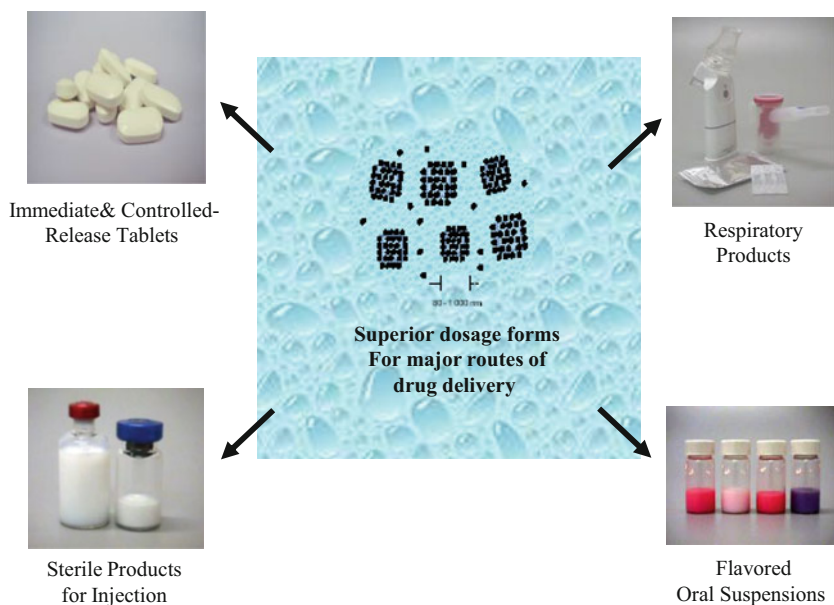 Immediate& Controlled-
Release Tablets
Respiratory
Products
Superior dosage forms
For major routes of
drug delivery
Sterile Products
for Injection
Flavored
Oral Suspensions